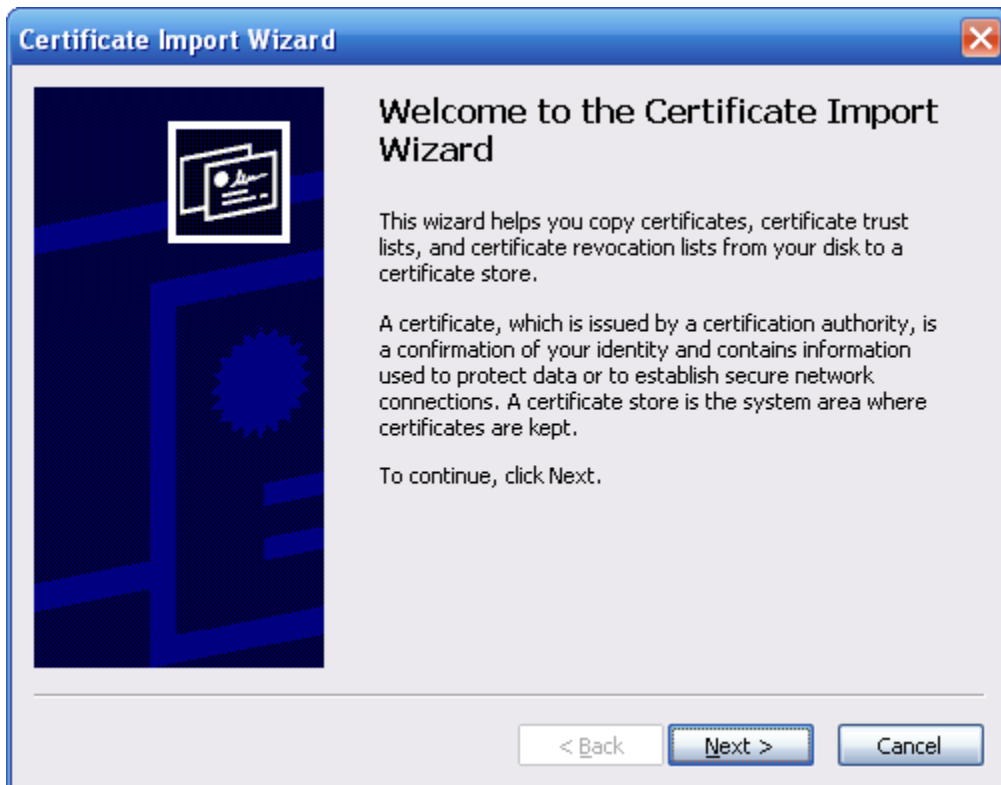 Certificate Import Wizard
Welcome to the Certificate Import
Wizard
This wizard helps you copy certificates, certificate trust
lists, and certificate revocation lists from your disk to a
certificate store.
A certificate, which is issued by a certification authority, is
a confirmation of your identity and contains information
used to protect data or to establish secure network
connections. A certificate store is the system area where
certificates are kept.
To continue, click Next.
< Back
Next >
Cancel